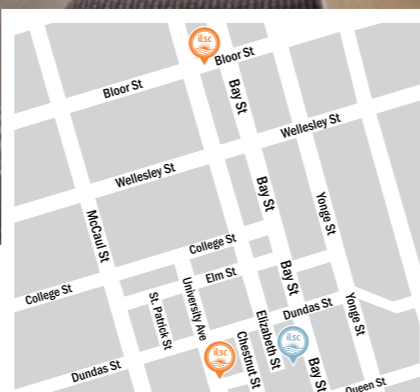 ilsc
Bloor St
Bloor St
Bay St
Wellesley St
Wellesley St
Bay St
Yonge St
McCaul St
College St
College St
Elm St
Bay St
St. Patrick St
University Ave
Elizabeth St
Dundas St
Yonge St
ilsc
ilsc
Chestnut St
Dundas St
Bay St
Queen St